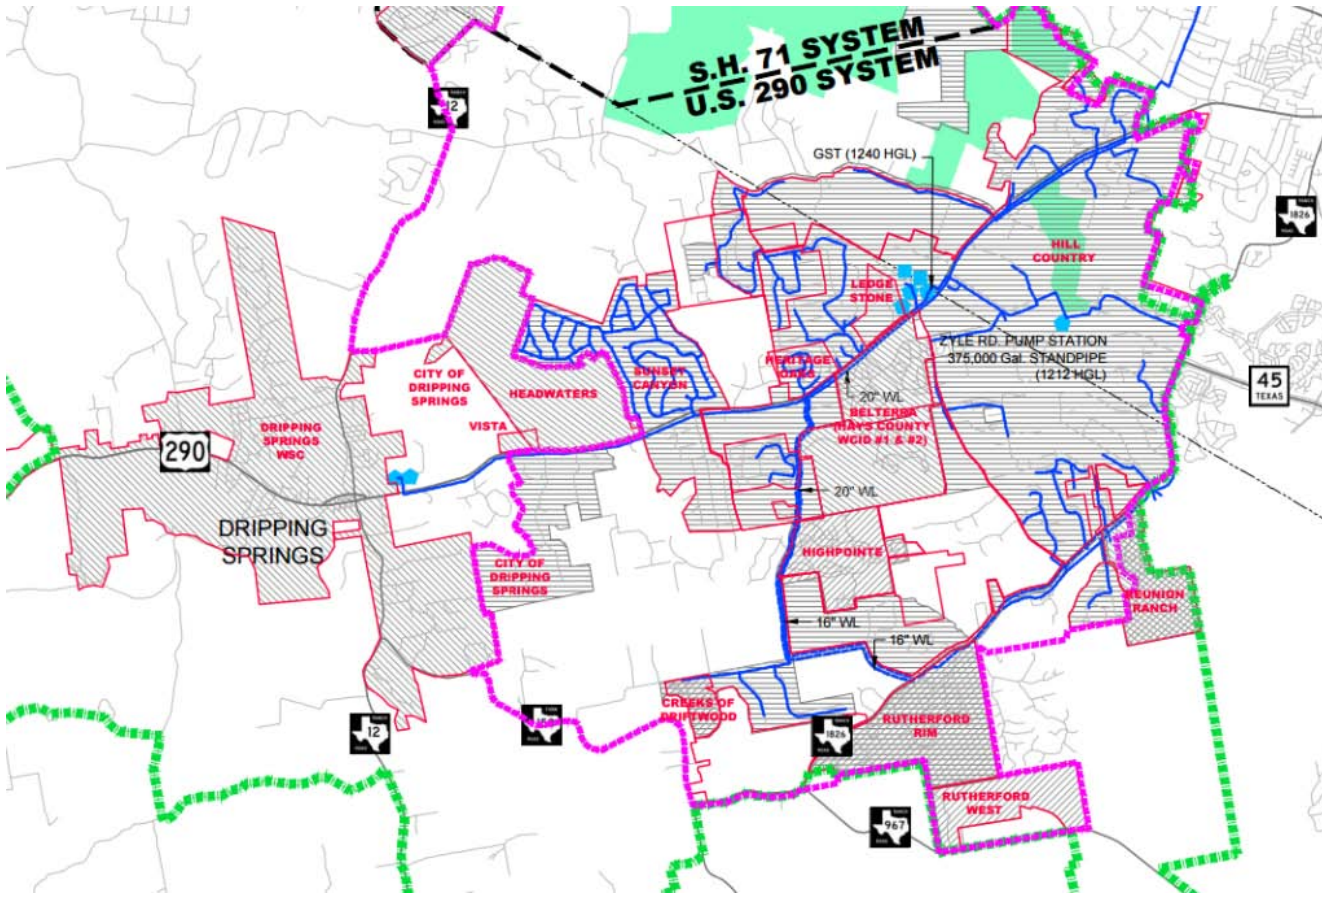 S.H. 71 SYSTEM
U.S. 290 SYSTEM
12
GST (1240 HGL)
1826
HILL
COUNTRY
LEDGE
STONE
ZYLE RD. PUMP STATION
375,000 Gal. STANDPIPE
(1212 HGL)
CITY OF
DRIPPING
SPRINGS
HEADWATERS
SUNSET
CANYON
HERITAGE
OAKS
45
TEXAS
20" WL
BELTERRA
(HAYS COUNTY
WCID #1 & #2)
VISTA
DRIPPING
SPRINGS
WSC
290
20" WL
DRIPPING
SPRINGS
HIGHPOINTE
CITY OF
DRIPPING
SPRINGS
REUNION
RANCH
16" WL
16" WL
CREEKS OF
DRIFTWOOD
12
1826
RUTHERFORD
RIM
RUTHERFORD
WEST
967